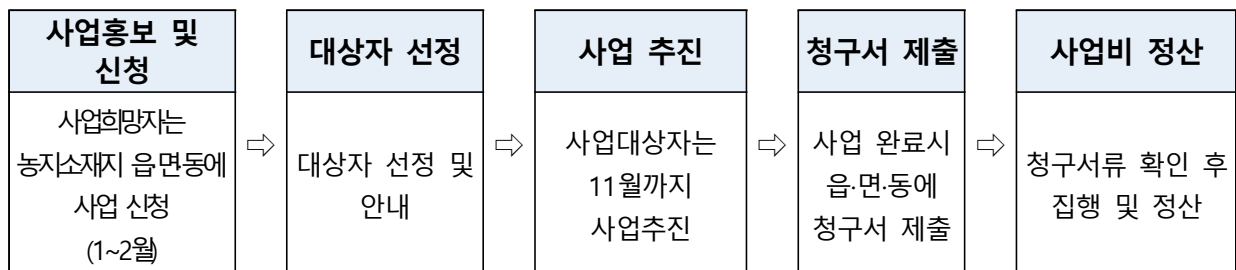 사업홍보 및
신청
사업희망자는
농지소재지 읍·면·동에
사업 신청
(1~2월)
⇨
대상자 선정
대상자 선정 및
안내
⇨
사업 추진
사업대상자는
11월까지
사업추진
⇨
청구서 제출
사업 완료시
읍·면·동에
청구서 제출
⇨
사업비 정산
청구서류 확인 후
집행 및 정산